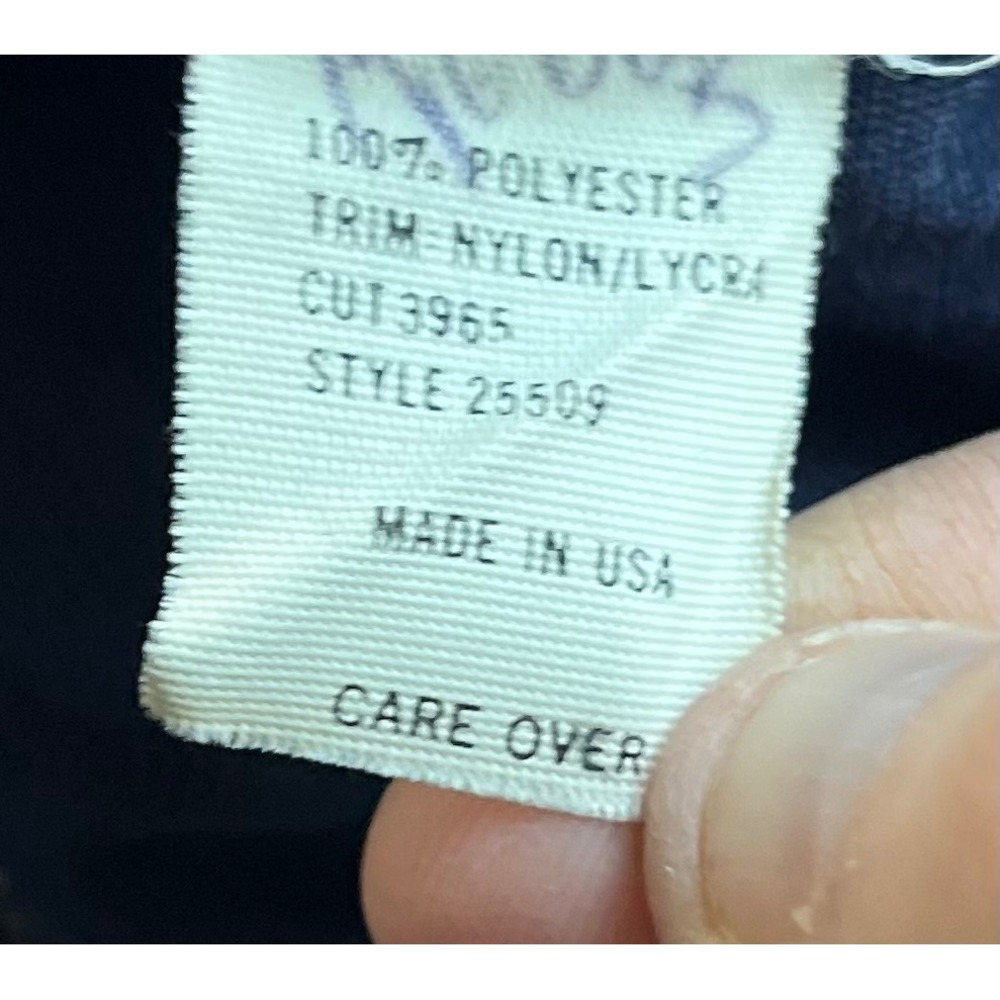 100% POLYESTER
TRIM-NYLON/LYCRA
CUT 3965
STYLE 25509
MADE IN USA
CARE OVER